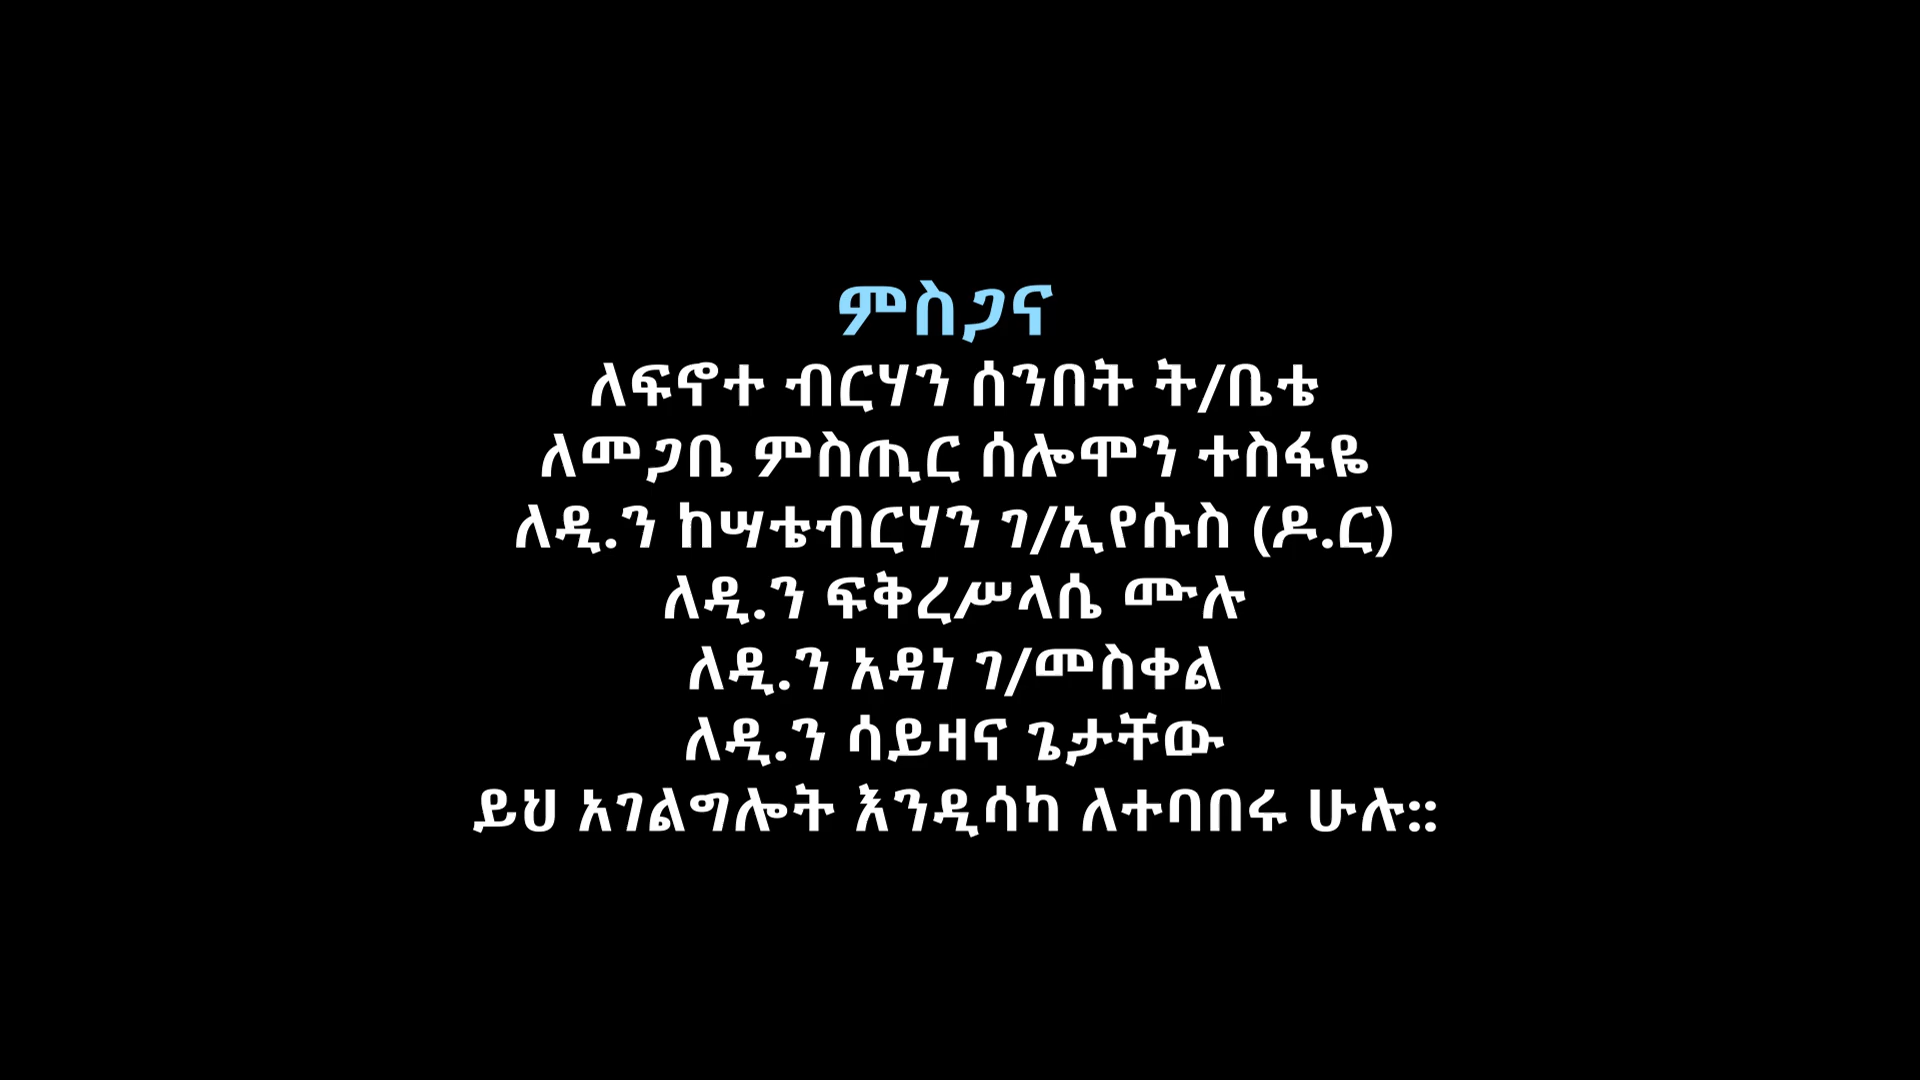 ምስጋና
ለፍኖተ ብርሃን ሰንበት ት/ቤቴ
ለመጋቤ ምስጢር ሰሎሞን ተስፋዬ
ለዲ.ን ከሣቴብርሃን ገ/ኢየሱስ (ዶ.ር)
ለዲ.ን ፍቅረሥላሴ ሙሉ
ለዲ.ን አዳነ ገ/መስቀል
ለዲ.ን ሳይዛና ጌታቸው
ይህ አገልግሎት እንዲሳካ ለተባበሩ ሁሉ።